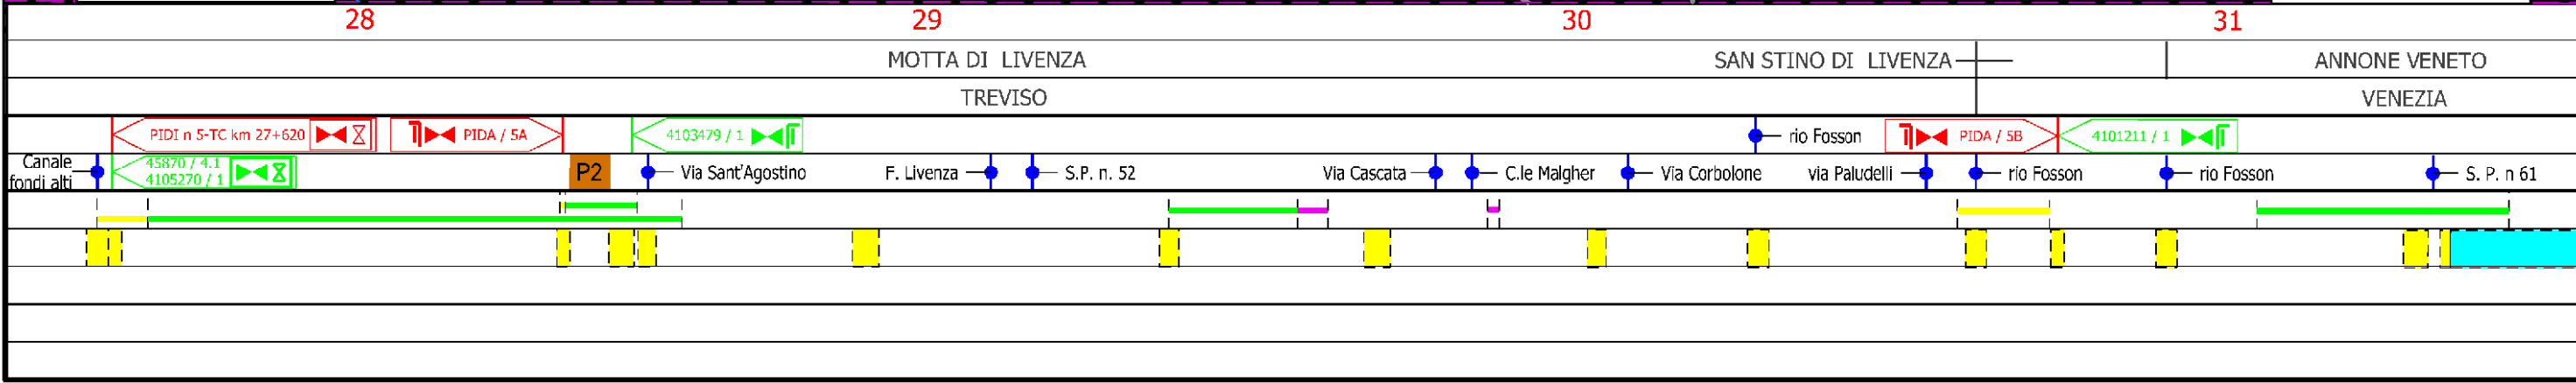 28 29 30 31
MOTTA DI LIVENZA SAN STINO DI LIVENZA ANNONE VENETO
TREVISO VENEZIA
PIDI n 5-TC km 27+620 PIDA / 5A 4103479 / 1 rio Fosson PIDA / 5B 4101211 / 1
Canale
fondi alti
45870 / 4.1
4105270 / 1
P2 Via Sant'Agostino F. Livenza S.P. n. 52 Via Cascata C.le Malgher Via Corbolone via Paludelli rio Fosson rio Fosson S. P. n 61